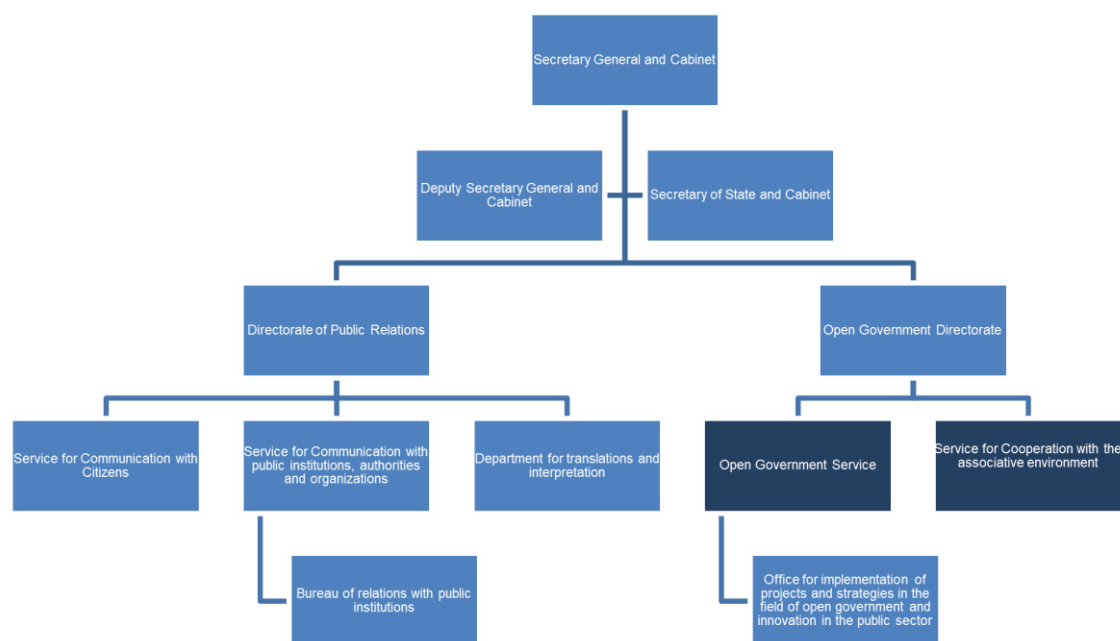 Secretary General and Cabinet
Deputy Secretary General and
Cabinet
Secretary of State and Cabinet
Directorate of Public Relations
Open Government Directorate
Service for Communication with
Citizens
Service for Communication with
public institutions, authorities
and organizations
Department for translations and
interpretation
Open Government Service
Service for Cooperation with the
associative environment
Bureau of relations with public
institutions
Office for implementation of
projects and strategies in the
field of open government and
innovation in the public sector